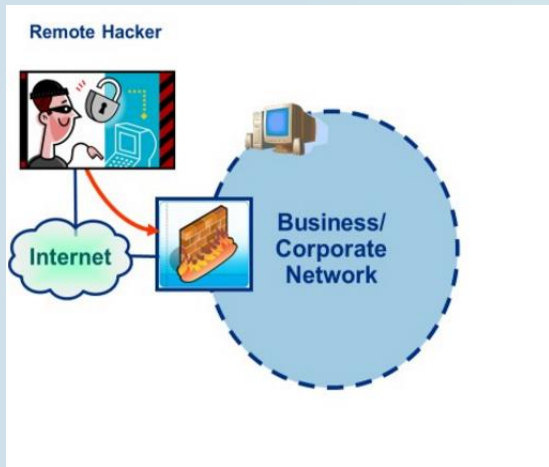 Remote Hacker
Internet
Business/
Corporate
Network